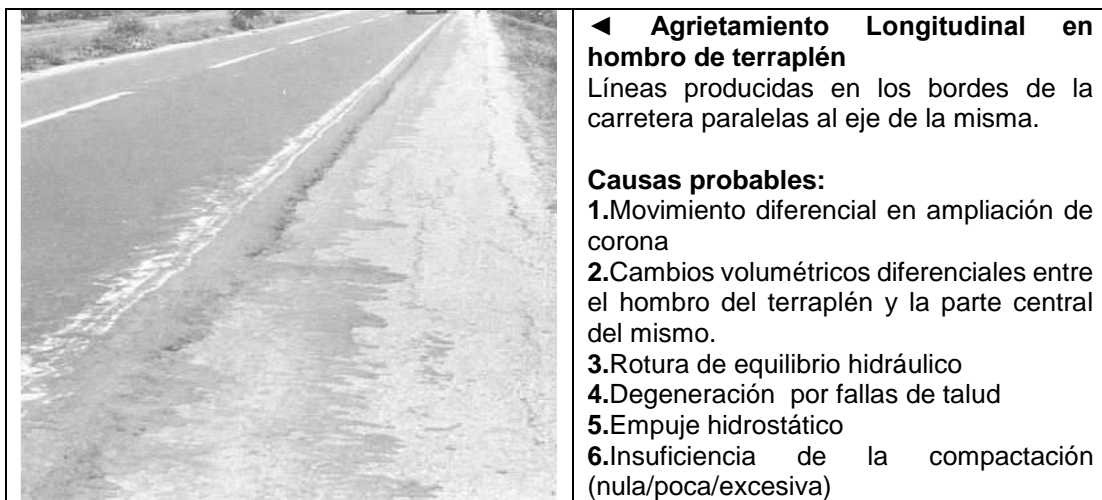 ◄ Agrietamiento Longitudinal en
hombro de terraplén
Líneas producidas en los bordes de la
carretera paralelas al eje de la misma.
Causas probables:
1.Movimiento diferencial en ampliación de
corona
2.Cambios volumétricos diferenciales entre
el hombro del terraplén y la parte central
del mismo.
3.Rotura de equilibrio hidráulico
4.Degeneración por fallas de talud
5.Empuje hidrostático
6.Insuficiencia de la compactación
(nula/poca/excesiva)